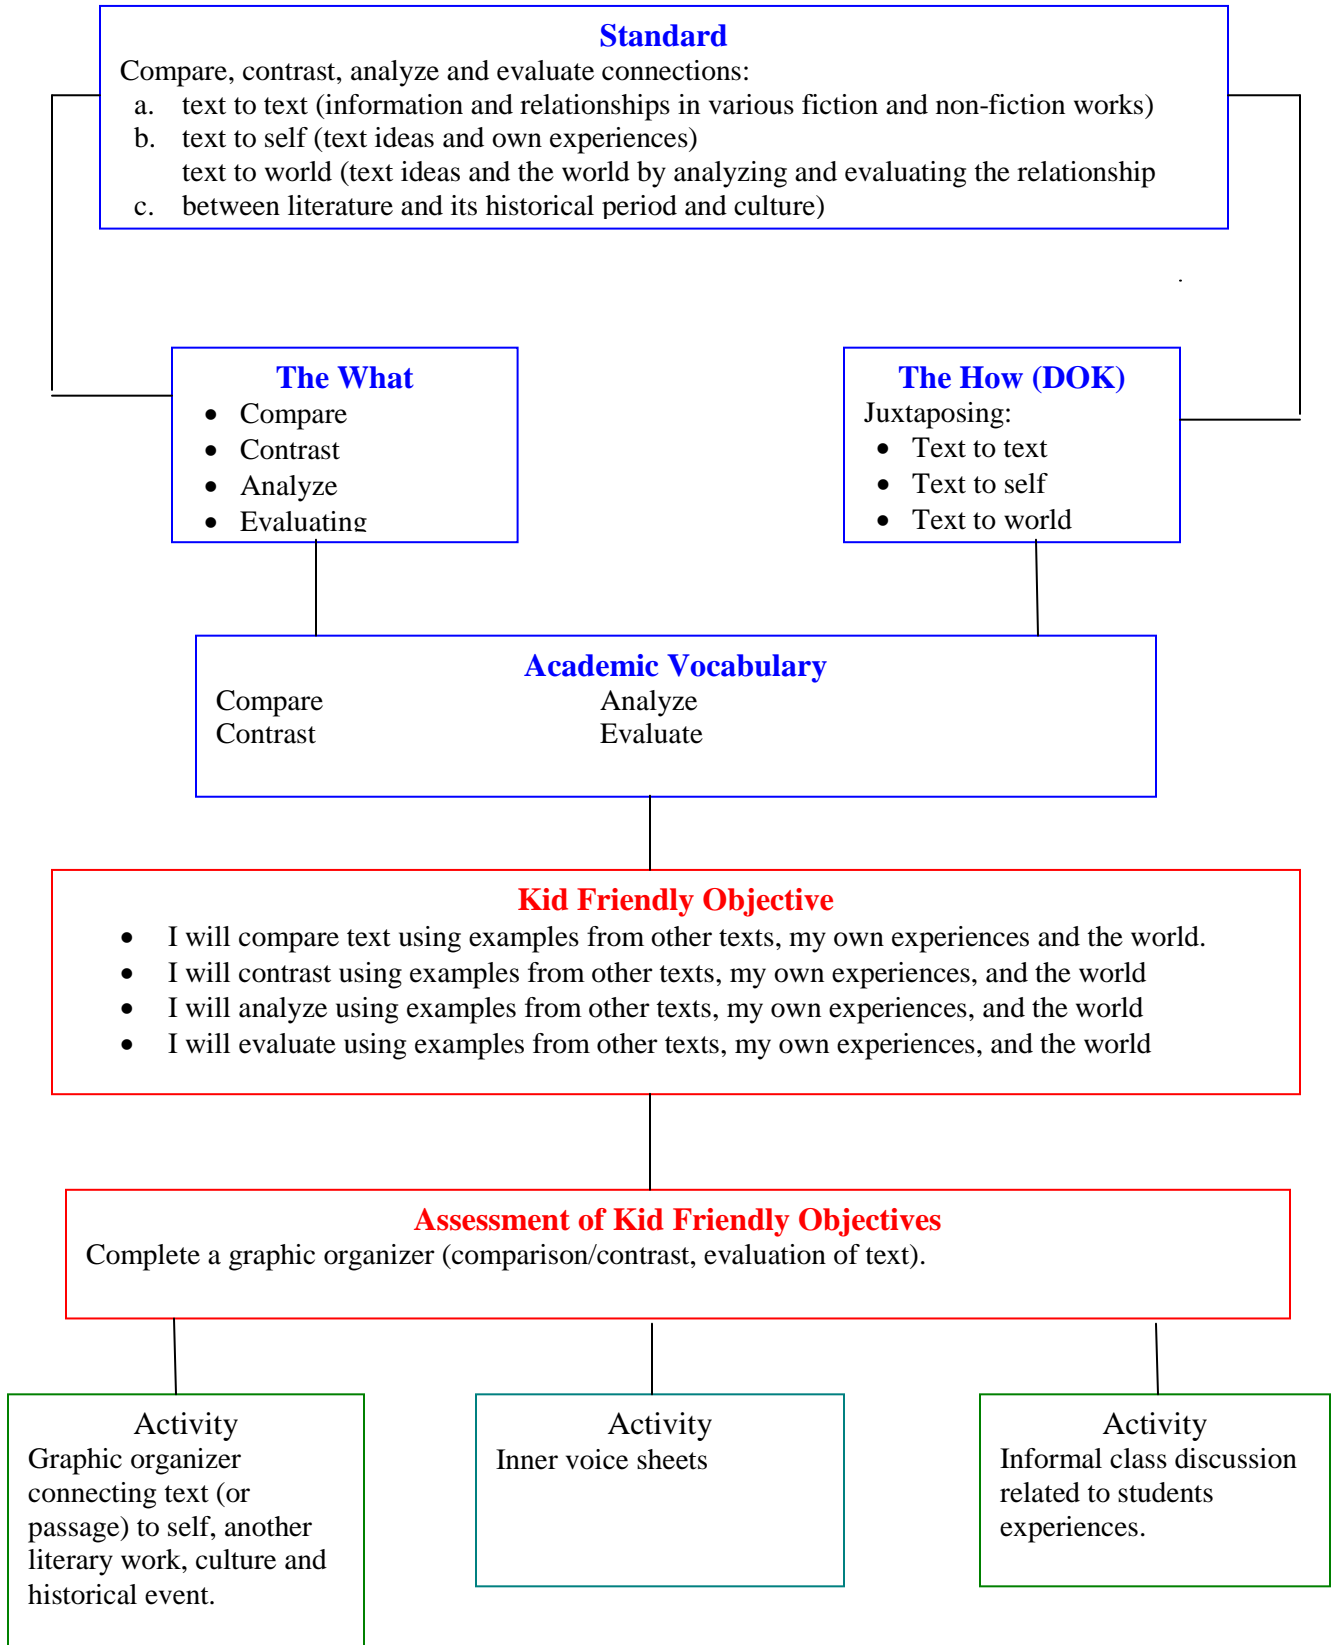 Standard
Compare, contrast, analyze and evaluate connections:
a. text to text (information and relationships in various fiction and non-fiction works)
b. text to self (text ideas and own experiences)
text to world (text ideas and the world by analyzing and evaluating the relationship
c. between literature and its historical period and culture)
.
The What
• Compare
• Contrast
• Analyze
• Evaluating
The How (DOK)
Juxtaposing:
• Text to text
• Text to self
• Text to world
Academic Vocabulary
Compare Analyze
Contrast Evaluate
Kid Friendly Objective
• I will compare text using examples from other texts, my own experiences and the world.
• I will contrast using examples from other texts, my own experiences, and the world
• I will analyze using examples from other texts, my own experiences, and the world
• I will evaluate using examples from other texts, my own experiences, and the world
Assessment of Kid Friendly Objectives
Complete a graphic organizer (comparison/contrast, evaluation of text).
Activity
Graphic organizer
connecting text (or
passage) to self, another
literary work, culture and
historical event.
Activity
Inner voice sheets
Activity
Informal class discussion
related to students
experiences.